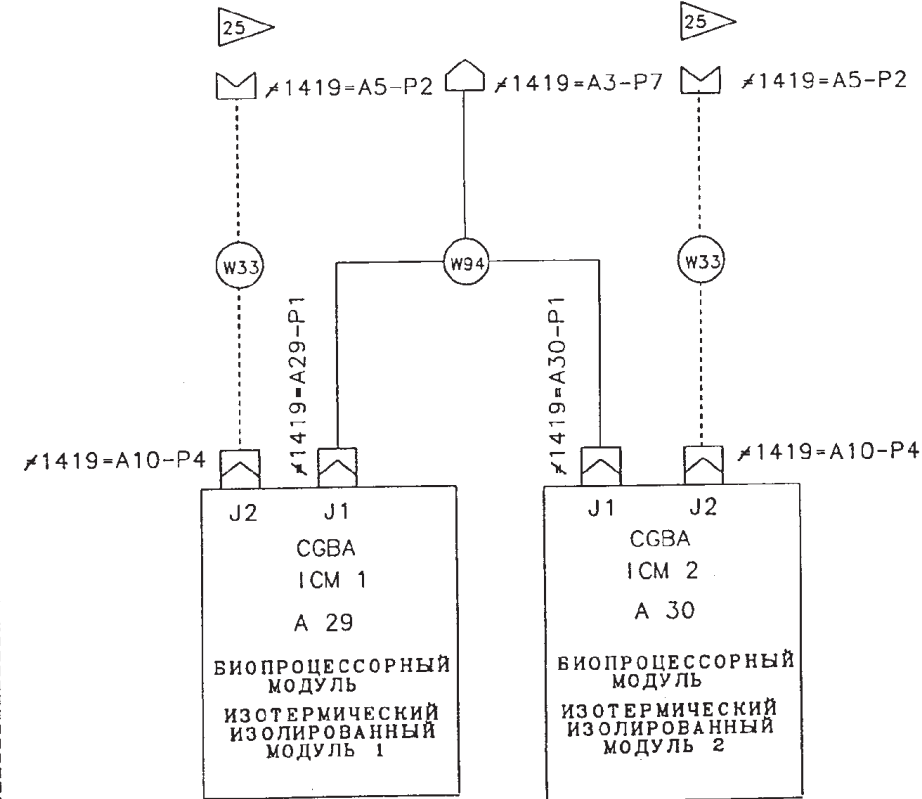 25
25
≠1419=A5-P2
≠1419=A3-P7
≠1419=A5-P2
W33
W94
W33
≠1419=A29-P1
≠1419=A30-P1
≠1419=A10-P4
≠1419=A10-P4
J2
J1
CGBA
ICM 1
A 29
БИОПРОЦЕССОРНЫЙ
МОДУЛЬ
ИЗОТЕРМИЧЕСКИЙ
ИЗОЛИРОВАННЫЙ
МОДУЛЬ 1
J1
J2
CGBA
ICM 2
A 30
БИОПРОЦЕССОРНЫЙ
МОДУЛЬ
ИЗОТЕРМИЧЕСКИЙ
ИЗОЛИРОВАННЫЙ
МОДУЛЬ 2